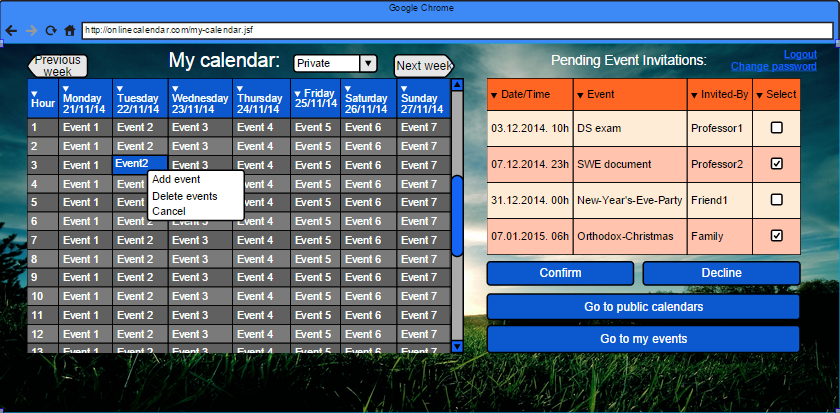 Google Chrome
http://onlinecalendar.com/my-calendar.jsf
Previous week
My calendar:
Private
Next week
Pending Event Invitations:
Logout
Change password
Hour Monday 21/11/14 Tuesday 22/11/14 Wednesday 23/11/14 Thursday 24/11/14 Friday 25/11/14 Saturday 26/11/14 Sunday 27/11/14
1 Event 1 Event 2 Event 3 Event 4 Event 5 Event 6 Event 7
2 Event 1 Event 2 Event 3 Event 4 Event 5 Event 6 Event 7
3 Event 1 Event2 Event 3 Event 4 Event 5 Event 6 Event 7
Add event
Delete events
Cancel
4 Event 1 Event 4 Event 5 Event 6 Event 7
5 Event 1 Event 4 Event 5 Event 6 Event 7
6 Event 1 Event 4 Event 5 Event 6 Event 7
7 Event 1 Event 2 Event 3 Event 4 Event 5 Event 6 Event 7
8 Event 1 Event 2 Event 3 Event 4 Event 5 Event 6 Event 7
9 Event 1 Event 2 Event 3 Event 4 Event 5 Event 6 Event 7
10 Event 1 Event 2 Event 3 Event 4 Event 5 Event 6 Event 7
11 Event 1 Event 2 Event 3 Event 4 Event 5 Event 6 Event 7
12 Event 1 Event 2 Event 3 Event 4 Event 5 Event 6 Event 7
13 Event 1 Event 2 Event 3 Event 4 Event 5 Event 6 Event 7
Date/Time Event Invited-By Select
03.12.2014. 10h DS exam Professor1
07.12.2014. 23h SWE document Professor2
31.12.2014. 00h New-Year's-Eve-Party Friend1
07.01.2015. 06h Orthodox-Christmas Family
Confirm
Decline
Go to public calendars
Go to my events